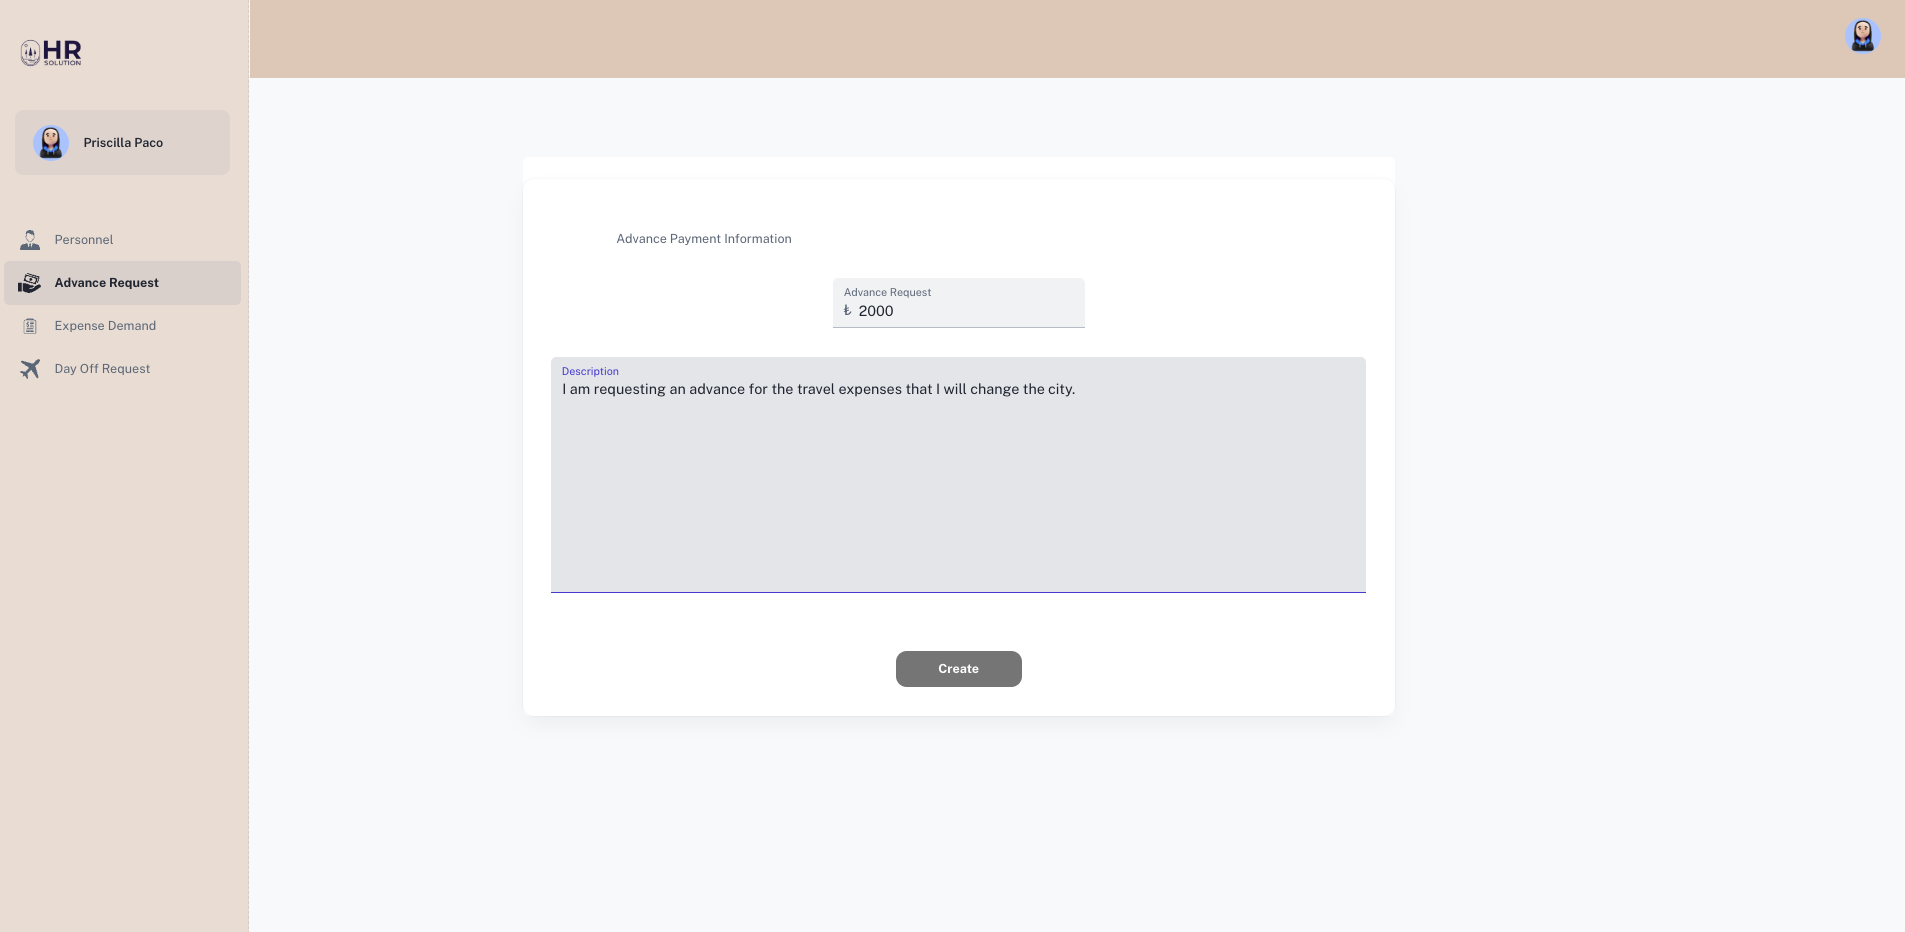 HR
SOLUTION
Priscilla Paco
Personnel
Advance Request
Expense Demand
Day Off Request
Advance Payment Information
Advance Request
₺ 2000
Description
I am requesting an advance for the travel expenses that I will change the city.
Create